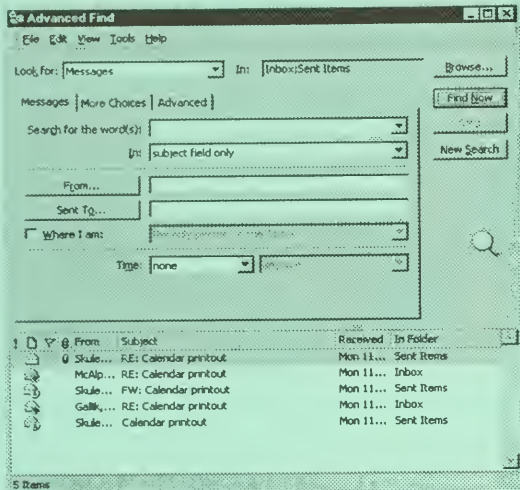 Advanced Find
File Edit View Tools Help
Look for: Messages In: Inbox;Sent Items Browse...
Messages More Choices Advanced Find Now
Search for the word(s):
In: subject field only New Search
From...
Sent To...
Where I am:
Time: none
! From Subject Received In Folder
Skule... RE: Calendar printout Mon 11... Sent Items
McAlp... RE: Calendar printout Mon 11... Inbox
Skule... FW: Calendar printout Mon 11... Sent Items
RE: Calendar printout Mon 11... Inbox
Skule... Calendar printout Mon 11... Sent Items
5 Items